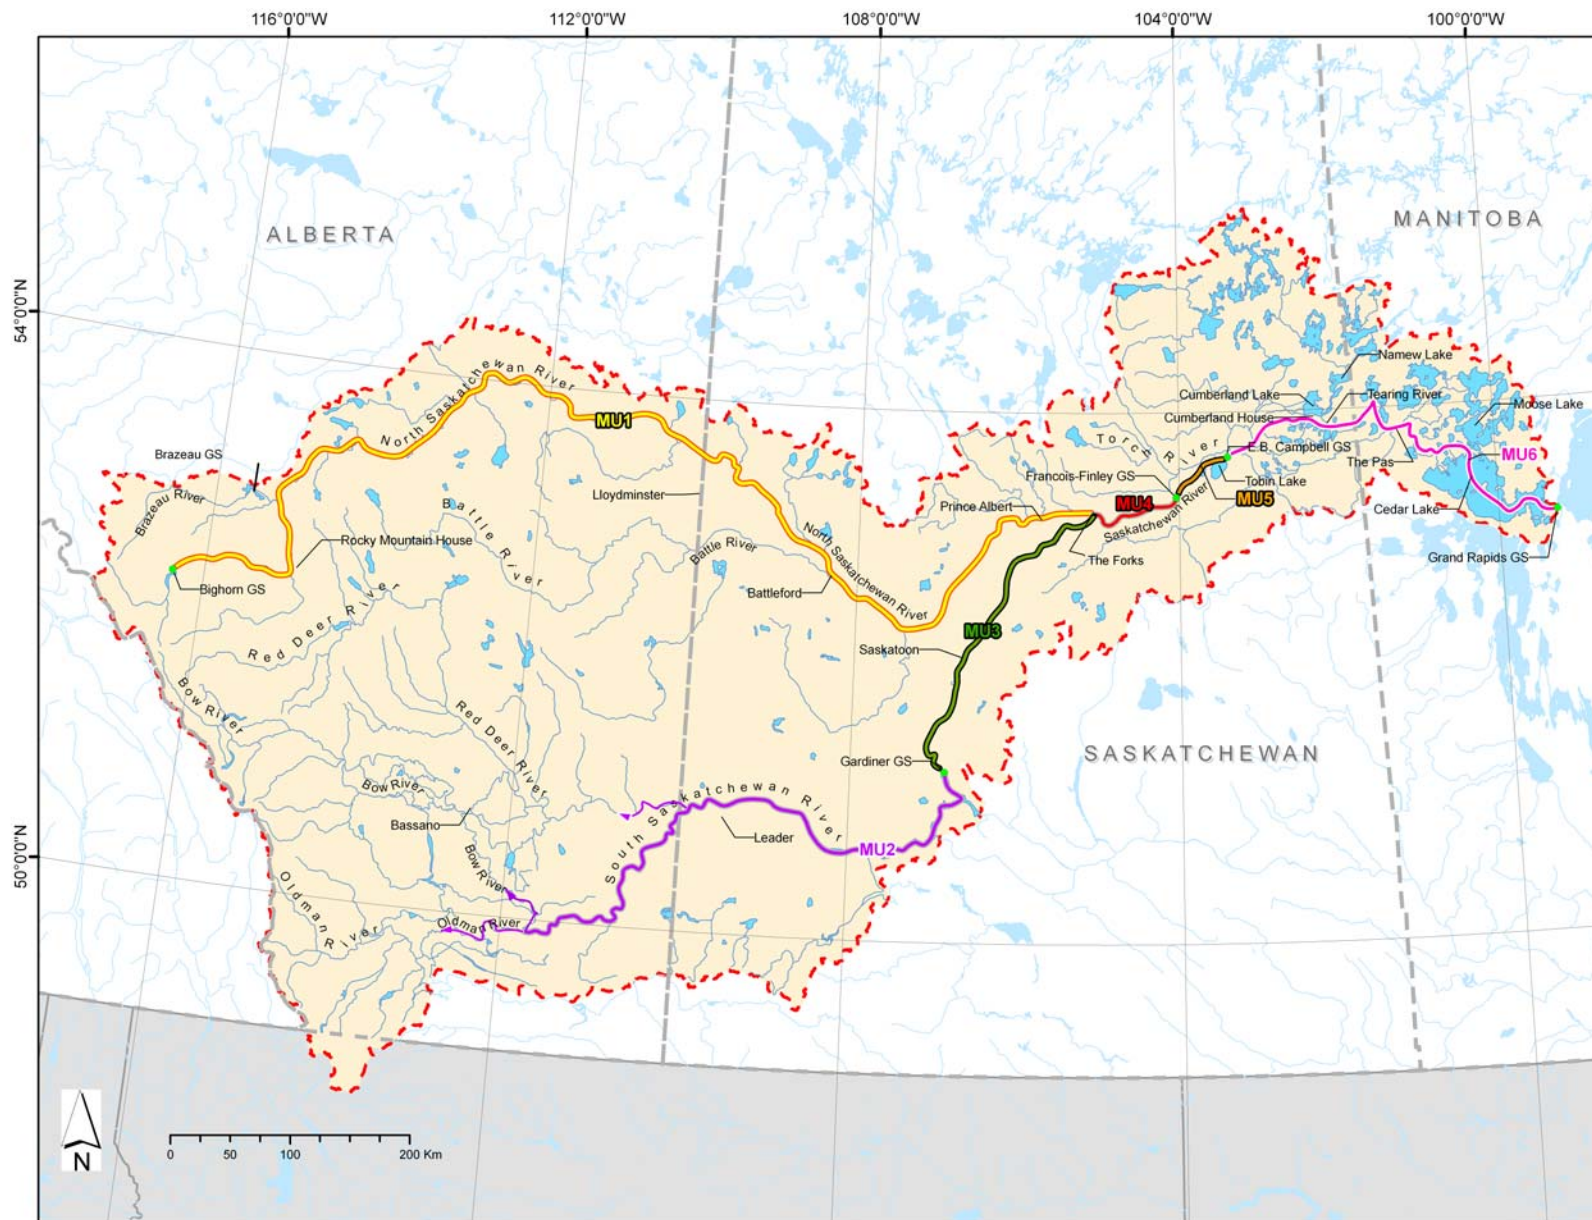 116°0'0"W
112°0'0"W
108°0'0"W
104°0'0"W
100°0'0"W
MANITOBA
ALBERTA
54°0'0"N
Namew Lake
North Saskatchewan River
Cumberland Lake
Tearing River
Moose Lake
Cumberland House
MU1
Torch River
E.B. Campbell GS
Brazeau GS
The Pas
MU6
Francois-Finley GS
Tobin Lake
Brazeau River
Lloydminster
MU4
MU5
Battle River
Prince Albert
Saskatchewan River
Cedar Lake
Rocky Mountain House
Battle River
North Saskatchewan River
The Forks
Grand Rapids GS
Bighorn GS
Battleford
Red Deer River
MU3
Saskatoon
Bow River
Red Deer River
SASKATCHEWAN
Gardiner GS
Bow River
South Saskatchewan River
Bassano
Leader
MU2
50°0'0"N
Bow River
Oldman River
Oldman River
N
0
50
100
200 Km